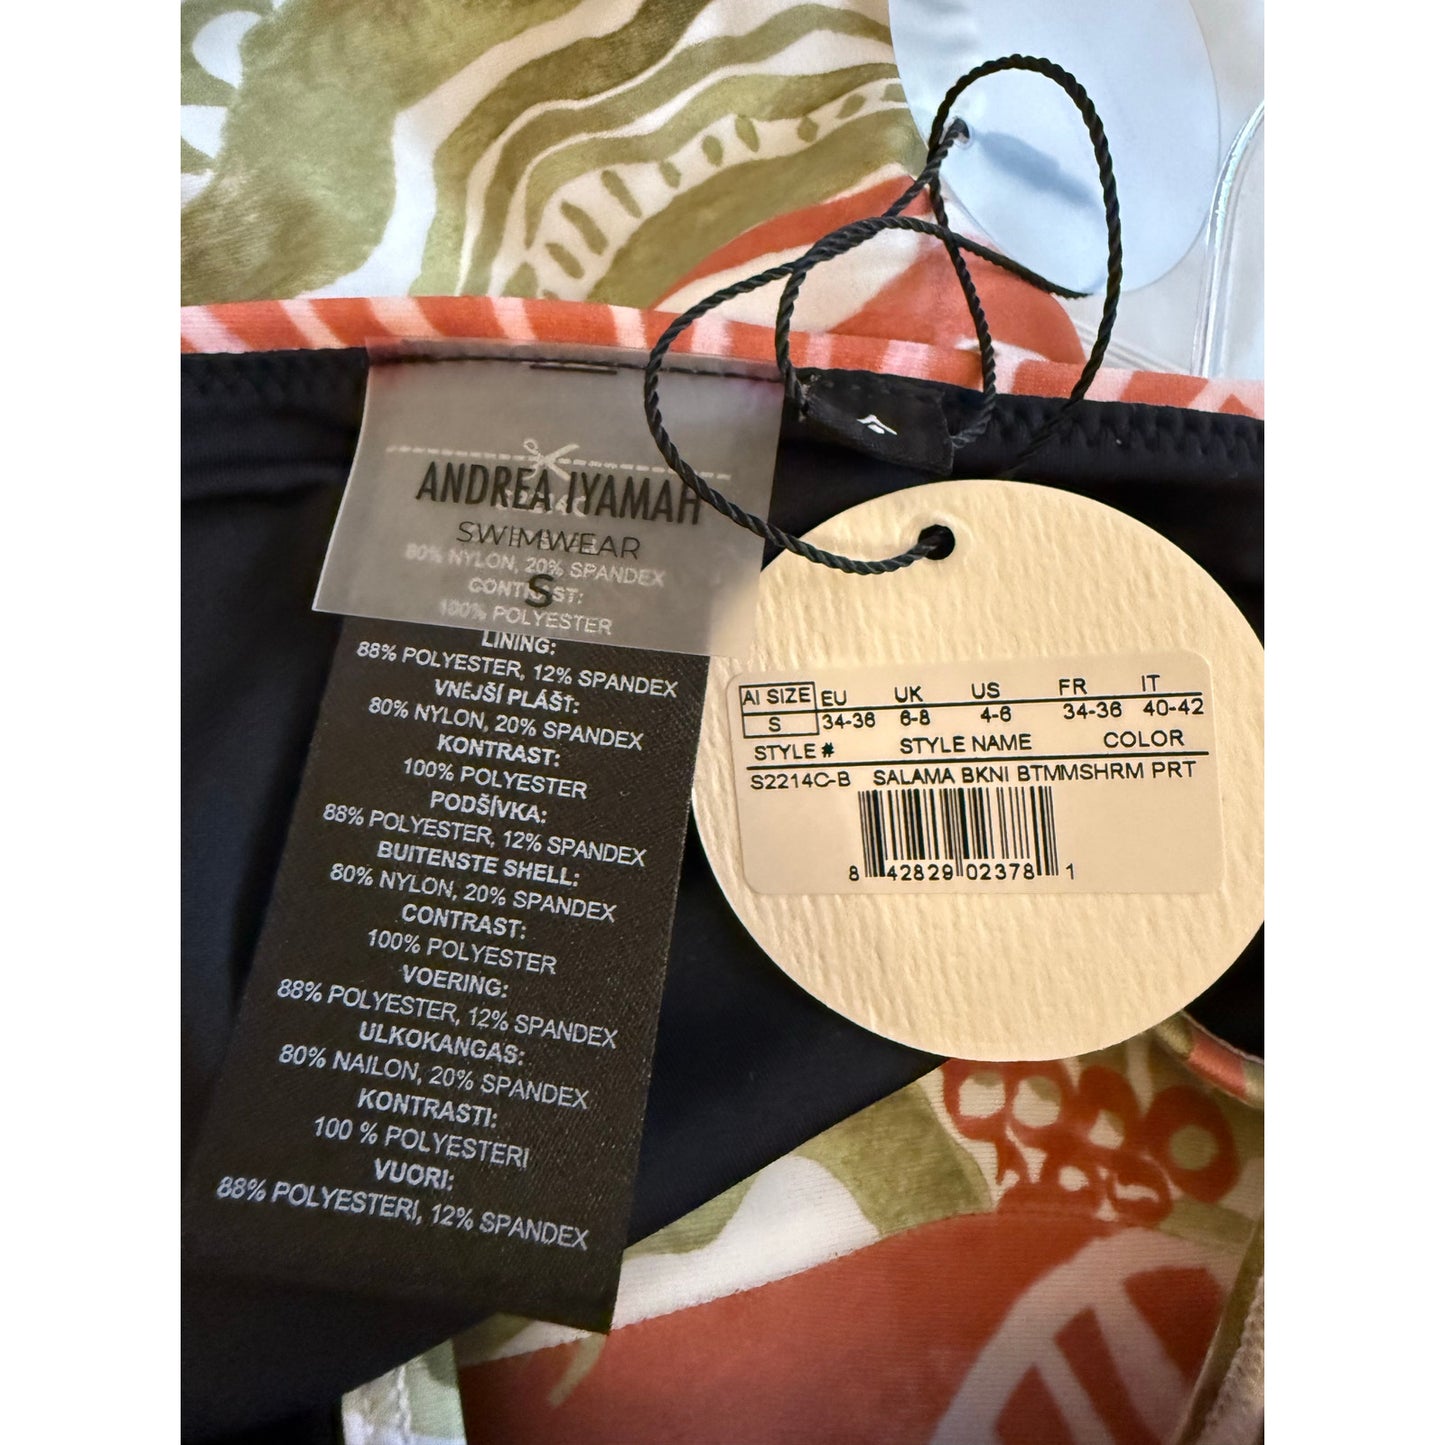 ANDREA IYAMAH
SWIMWEAR
S
80% NYLON, 20% SPANDEX
CONTRAST:
100% POLYESTER
LINING:
88% POLYESTER, 12% SPANDEX
VNĚJŠÍ PLÁŠŤ:
80% NYLON, 20% SPANDEX
KONTRAST:
100% POLYESTER
PODŠÍVKA:
88% POLYESTER, 12% SPANDEX
BUITENSTE SHELL:
80% NYLON, 20% SPANDEX
CONTRAST:
100% POLYESTER
VOERING:
88% POLYESTER, 12% SPANDEX
ULKOKANGAS:
80% NAILON, 20% SPANDEX
KONTRASTI:
100 % POLYESTERI
VUORI:
88% POLYESTERI, 12% SPANDEX
AI SIZE EU UK US FR IT
S 34-36 6-8 4-6 34-36 40-42
STYLE # STYLE NAME COLOR
S2214C-B SALAMA BKNI BTMMSHRM PRT
8 42829 02378 1